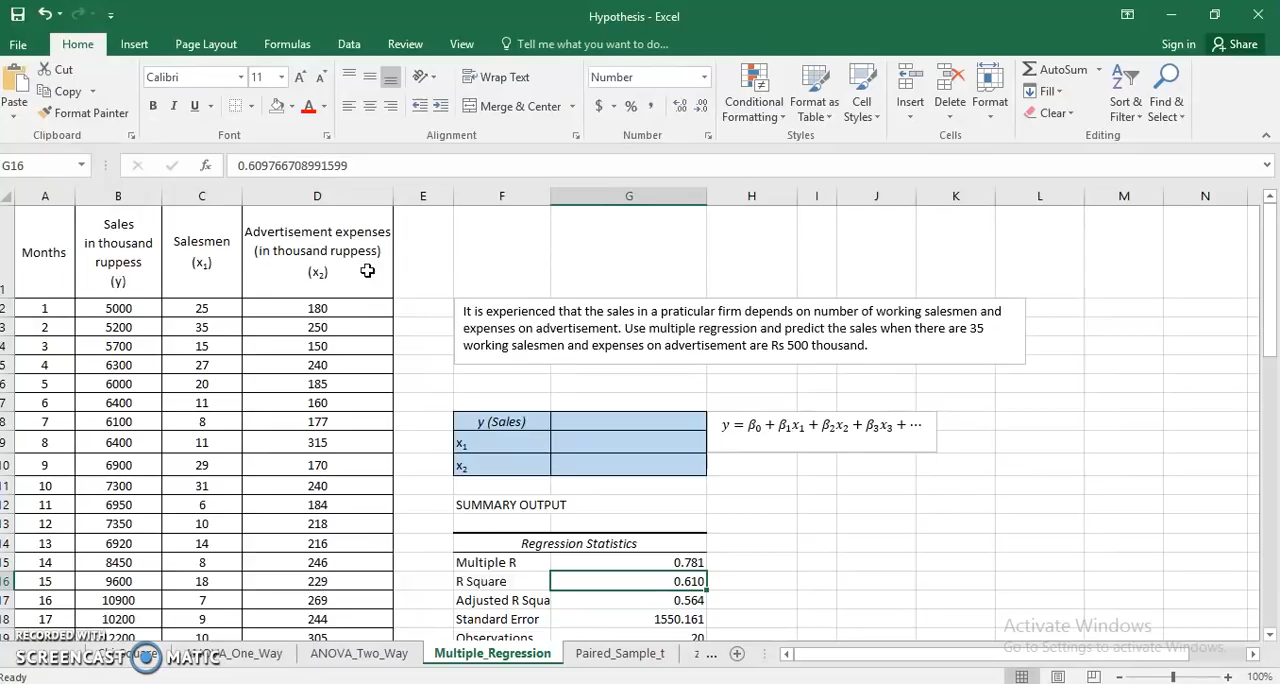 Hypothesis - Excel
File Home Insert Page Layout Formulas Data Review View Tell me what you want to do... Sign in Share
Paste
Cut
Copy
Format Painter
Clipboard
Calibri 11
B I U
Font
Wrap Text
Merge & Center
Alignment
Number
$ % ,
Number
Conditional Formatting
Format as Table
Cell Styles
Styles
Insert Delete Format
Cells
AutoSum
Fill
Clear
Sort & Filter
Find & Select
Editing
G16 fx 0.609766708991599
A B C D E F G H I J K L M N
Months
Sales
in thousand
ruppess
(y)
Salesmen
(x₁)
Advertisement expenses
(in thousand ruppess)
(x₂)
1 5000 25 180
2 5200 35 250
3 5700 15 150
4 6300 27 240
5 6000 20 185
6 6400 11 160
7 6100 8 177
8 6400 11 315
9 6900 29 170
10 7300 31 240
11 6950 6 184
12 7350 10 218
13 6920 14 216
14 8450 8 246
15 9600 18 229
16 10900 7 269
17 10200 9 244
2200 10 305
It is experienced that the sales in a praticular firm depends on number of working salesmen and
expenses on advertisement. Use multiple regression and predict the sales when there are 35
working salesmen and expenses on advertisement are Rs 500 thousand.
y (Sales)
x₁
x₂
y = β₀ + β₁x₁ + β₂x₂ + β₃x₃ + ⋯
SUMMARY OUTPUT
Regression Statistics
Multiple R 0.781
R Square 0.610
Adjusted R Squa 0.564
Standard Error 1550.161
Observations 20
Activate Windows
Go to Settings to activate Windows.
RECORDED WITH
SCREENCAST MATIC
OVA_One_Way ANOVA_Two_Way Multiple_Regression Paired_Sample_t z ...
Ready 100%